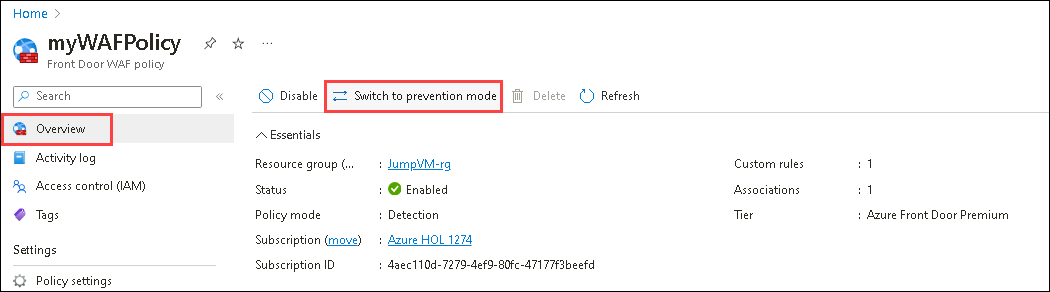 Home >
myWAFPolicy ...
Front Door WAF policy
Search «
Disable Switch to prevention mode Delete Refresh
Overview
Activity log
Access control (IAM)
Tags
Settings
Policy settings
Essentials
Resource group (... : JumpVM-rg
Status : Enabled
Policy mode : Detection
Subscription (move) : Azure HOL 1274
Subscription ID : 4aec110d-7279-4ef9-80fc-47177f3beefd
Custom rules : 1
Associations : 1
Tier : Azure Front Door Premium